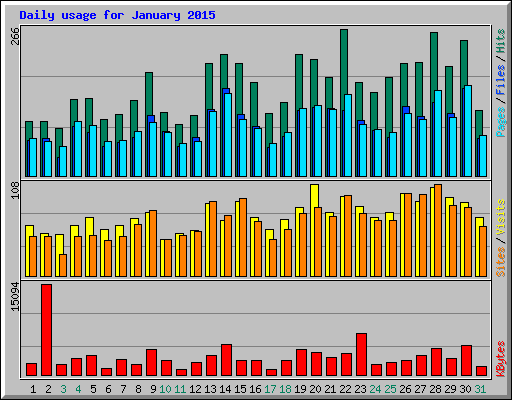 Daily usage for January 2015
266
Pages / Files / Hits
108
Sites / Visits
15094
KBytes
1 2 3 4 5 6 7 8 9 10 11 12 13 14 15 16 17 18 19 20 21 22 23 24 25 26 27 28 29 30 31